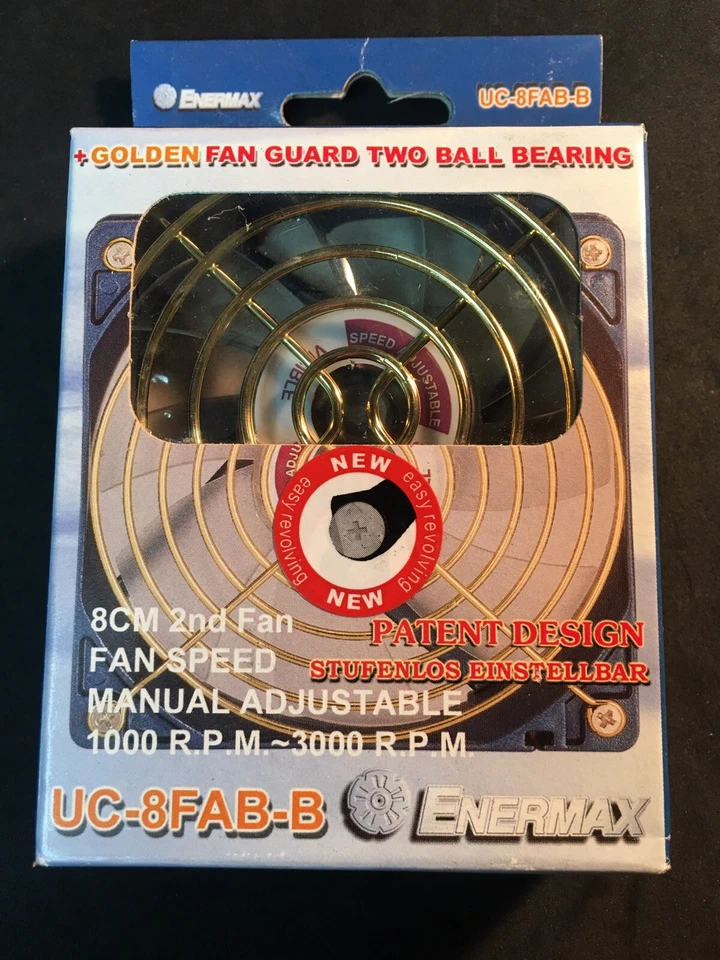 ENERMAX
UC-8FAB-B
+GOLDEN FAN GUARD TWO BALL BEARING
SPEED ADJUSTABLE
NEW
easy revolving
easy revolving
NEW
8CM 2nd Fan
FAN SPEED
MANUAL ADJUSTABLE
1000 R.P.M.~3000 R.P.M.
PATENT DESIGN
STUFENLOS EINSTELLBAR
UC-8FAB-B
ENERMAX